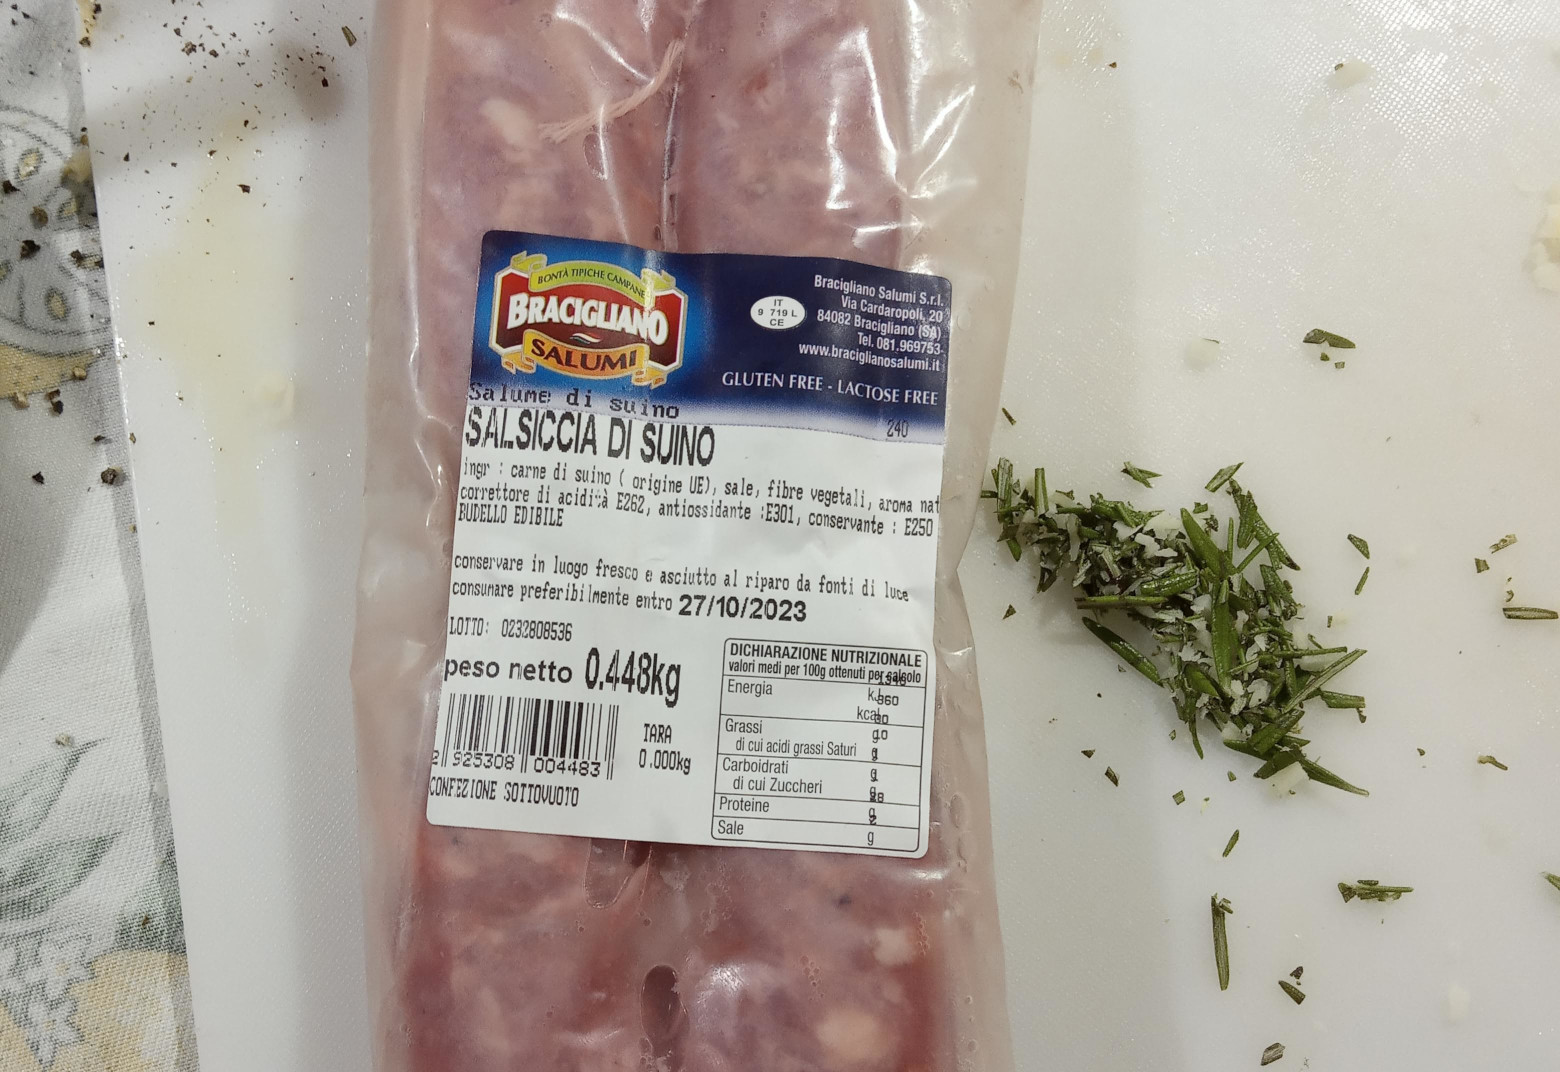 BONTÀ TIPICHE CAMPANE
BRACIGLIANO
SALUMI
IT
9 719 L
CE
Bracigliano Salumi S.r.l.
Via Cardaropoli, 20
84082 Bracigliano (SA)
Tel. 081.969753
www.braciglianosalumi.it
GLUTEN FREE - LACTOSE FREE
Salume di suino
240
SALSICCIA DI SUINO
ingr : carne di suino ( origine UE), sale, fibre vegetali, aroma nat
correttore di acidità E262, antiossidante :E301, conservante : E250
BUDELLO EDIBILE
conservare in luogo fresco e asciutto al riparo da fonti di luce
consumare preferibilmente entro 27/10/2023
LOTTO: 0232808536
peso netto 0.448kg
TARA
0.000kg
2 925308 004483
CONFEZIONE SOTTOVUOTO
DICHIARAZIONE NUTRIZIONALE
valori medi per 100g ottenuti per calcolo
Energia
kcal
Grassi
di cui acidi grassi Saturi
Carboidrati g
di cui Zuccheri g
Proteine
Sale g